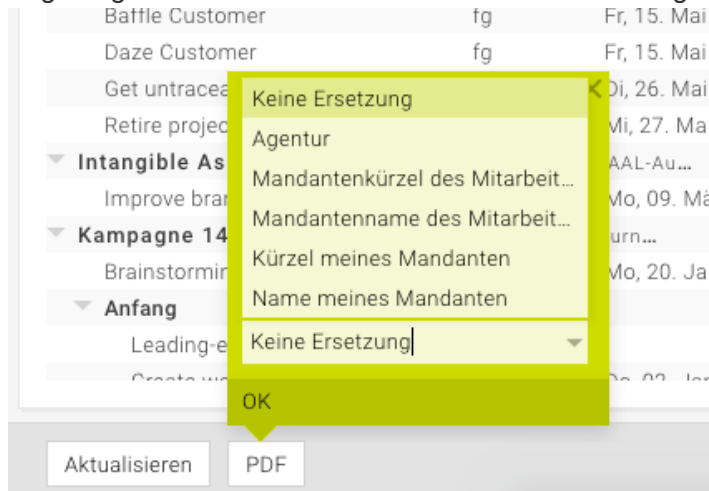 Baffle Customer fg Fr, 15. Mai
Daze Customer fg Fr, 15. Mai
Get untracea Di, 26. Mai
Keine Ersetzung
Retire projec Mi, 27. Ma
Agentur
Intangible As AAL-Au...
Mandantenkürzel des Mitarbeit...
Improve brar Mo, 09. Mä
Mandantenname des Mitarbeit...
Kampagne 14 urn...
Kürzel meines Mandanten
Brainstormir Mo, 20. Ja
Name meines Mandanten
Anfang
Leading-e
Keine Ersetzung
OK
Aktualisieren PDF